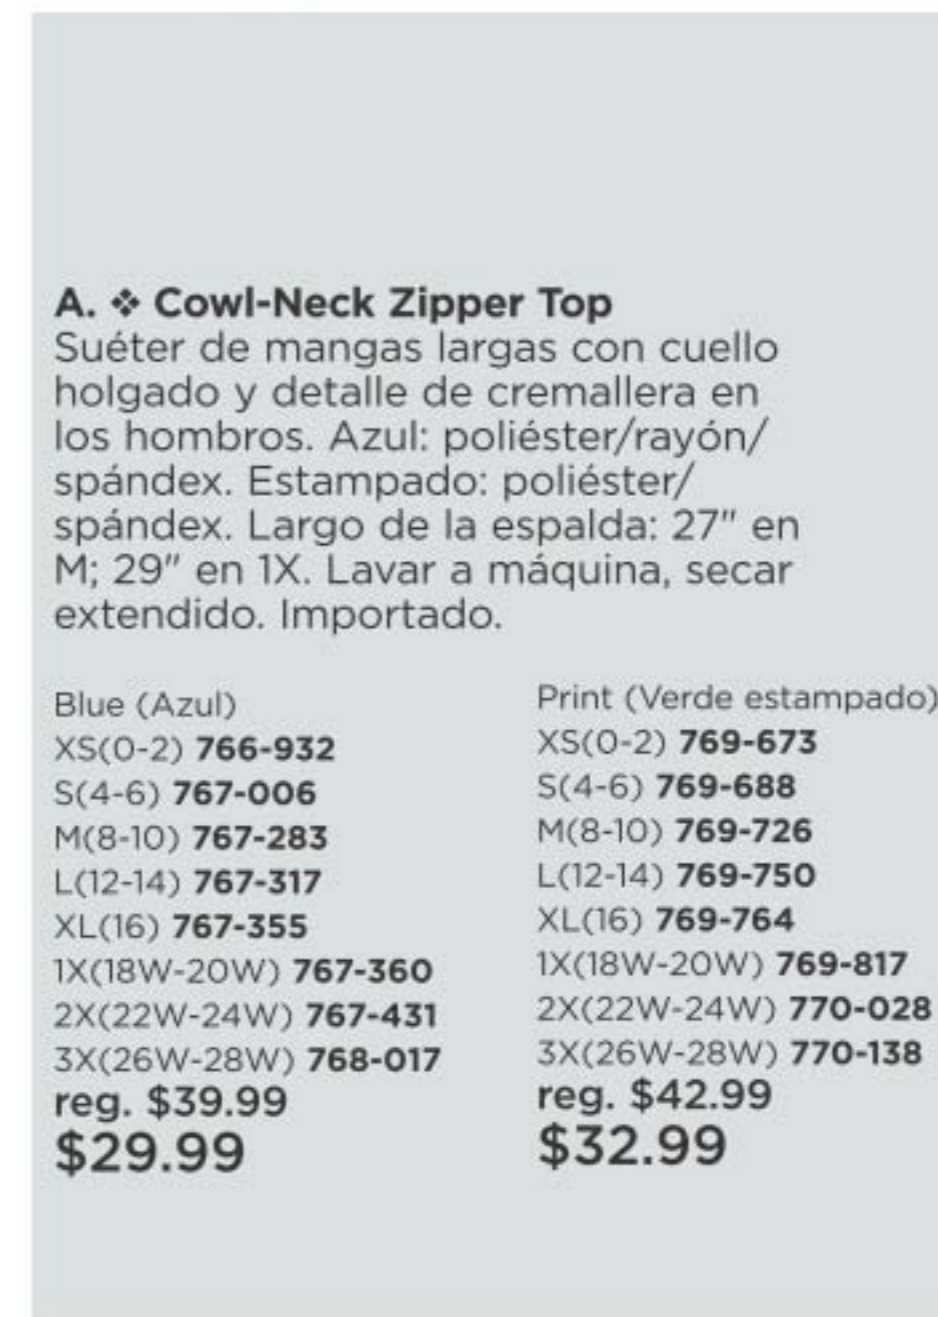 A. ❖ Cowl-Neck Zipper Top
Suéter de mangas largas con cuello
holgado y detalle de cremallera en
los hombros. Azul: poliéster/rayón/
spándex. Estampado: poliéster/
spándex. Largo de la espalda: 27" en
M; 29" en 1X. Lavar a máquina, secar
extendido. Importado.
Blue (Azul)
XS(0-2) 766-932
S(4-6) 767-006
M(8-10) 767-283
L(12-14) 767-317
XL(16) 767-355
1X(18W-20W) 767-360
2X(22W-24W) 767-431
3X(26W-28W) 768-017
reg. $39.99
$29.99
Print (Verde estampado)
XS(0-2) 769-673
S(4-6) 769-688
M(8-10) 769-726
L(12-14) 769-750
XL(16) 769-764
1X(18W-20W) 769-817
2X(22W-24W) 770-028
3X(26W-28W) 770-138
reg. $42.99
$32.99